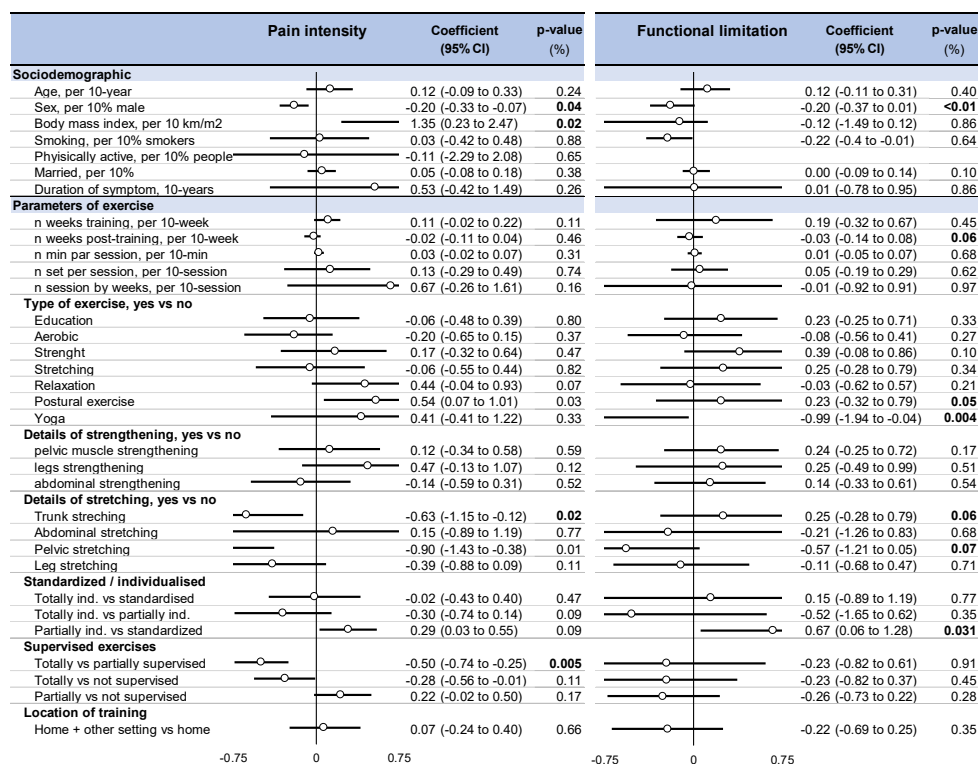 Pain intensity Coefficient (95% CI) p-value (%) Functional limitation Coefficient (95% CI) p-value (%)
Sociodemographic
Age, per 10-year 0.12 (-0.09 to 0.33) 0.24 0.12 (-0.11 to 0.31) 0.40
Sex, per 10% male -0.20 (-0.33 to -0.07) 0.04 -0.20 (-0.37 to 0.01) <0.01
Body mass index, per 10 km/m2 1.35 (0.23 to 2.47) 0.02 -0.12 (-1.49 to 0.12) 0.86
Smoking, per 10% smokers 0.03 (-0.42 to 0.48) 0.88 -0.22 (-0.4 to -0.01) 0.64
Phyisically active, per 10% people -0.11 (-2.29 to 2.08) 0.65
Married, per 10% 0.05 (-0.08 to 0.18) 0.38 0.00 (-0.09 to 0.14) 0.10
Duration of symptom, 10-years 0.53 (-0.42 to 1.49) 0.26 0.01 (-0.78 to 0.95) 0.86
Parameters of exercise
n weeks training, per 10-week 0.11 (-0.02 to 0.22) 0.11 0.19 (-0.32 to 0.67) 0.45
n weeks post-training, per 10-week -0.02 (-0.11 to 0.04) 0.46 -0.03 (-0.14 to 0.08) 0.06
n min par session, per 10-min 0.03 (-0.02 to 0.07) 0.31 0.01 (-0.05 to 0.07) 0.68
n set per session, per 10-session 0.13 (-0.29 to 0.49) 0.74 0.05 (-0.19 to 0.29) 0.62
n session by weeks, per 10-session 0.67 (-0.26 to 1.61) 0.16 -0.01 (-0.92 to 0.91) 0.97
Type of exercise, yes vs no
Education -0.06 (-0.48 to 0.39) 0.80 0.23 (-0.25 to 0.71) 0.33
Aerobic -0.20 (-0.65 to 0.15) 0.37 -0.08 (-0.56 to 0.41) 0.27
Strenght 0.17 (-0.32 to 0.64) 0.47 0.39 (-0.08 to 0.86) 0.10
Stretching -0.06 (-0.55 to 0.44) 0.82 0.25 (-0.28 to 0.79) 0.34
Relaxation 0.44 (-0.04 to 0.93) 0.07 -0.03 (-0.62 to 0.57) 0.21
Postural exercise 0.54 (0.07 to 1.01) 0.03 0.23 (-0.32 to 0.79) 0.05
Yoga 0.41 (-0.41 to 1.22) 0.33 -0.99 (-1.94 to -0.04) 0.004
Details of strengthening, yes vs no
pelvic muscle strengthening 0.12 (-0.34 to 0.58) 0.59 0.24 (-0.25 to 0.72) 0.17
legs strengthening 0.47 (-0.13 to 1.07) 0.12 0.25 (-0.49 to 0.99) 0.51
abdominal strengthening -0.14 (-0.59 to 0.31) 0.52 0.14 (-0.33 to 0.61) 0.54
Details of stretching, yes vs no
Trunk streching -0.63 (-1.15 to -0.12) 0.02 0.25 (-0.28 to 0.79) 0.06
Abdominal stretching 0.15 (-0.89 to 1.19) 0.77 -0.21 (-1.26 to 0.83) 0.68
Pelvic stretching -0.90 (-1.43 to -0.38) 0.01 -0.57 (-1.21 to 0.05) 0.07
Leg stretching -0.39 (-0.88 to 0.09) 0.11 -0.11 (-0.68 to 0.47) 0.71
Standardized / individualised
Totally ind. vs standardised -0.02 (-0.43 to 0.40) 0.47 0.15 (-0.89 to 1.19) 0.77
Totally ind. vs partially ind. -0.30 (-0.74 to 0.14) 0.09 -0.52 (-1.65 to 0.62) 0.35
Partially ind. vs standardized 0.29 (0.03 to 0.55) 0.09 0.67 (0.06 to 1.28) 0.031
Supervised exercises
Totally vs partially supervised -0.50 (-0.74 to -0.25) 0.005 -0.23 (-0.82 to 0.61) 0.91
Totally vs not supervised -0.28 (-0.56 to -0.01) 0.11 -0.23 (-0.82 to 0.37) 0.45
Partially vs not supervised 0.22 (-0.02 to 0.50) 0.17 -0.26 (-0.73 to 0.22) 0.28
Location of training
Home + other setting vs home 0.07 (-0.24 to 0.40) 0.66 -0.22 (-0.69 to 0.25) 0.35
-0.75 0 0.75 -0.75 0 0.75